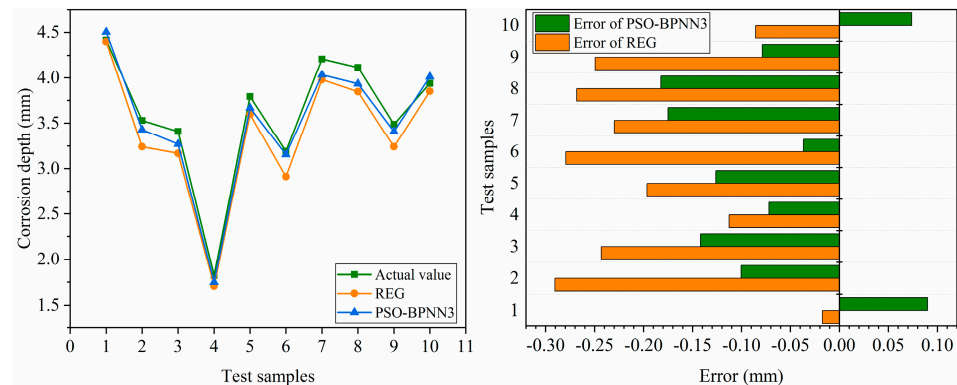 4.5
4.0
3.5
3.0
2.5
2.0
1.5
Corrosion depth (mm)
Actual value
REG
PSO-BPNN3
0 1 2 3 4 5 6 7 8 9 10 11
Test samples
10
9
8
7
6
5
4
3
2
1
Test samples
Error of PSO-BPNN3
Error of REG
-0.30 -0.25 -0.20 -0.15 -0.10 -0.05 0.00 0.05 0.10
Error (mm)